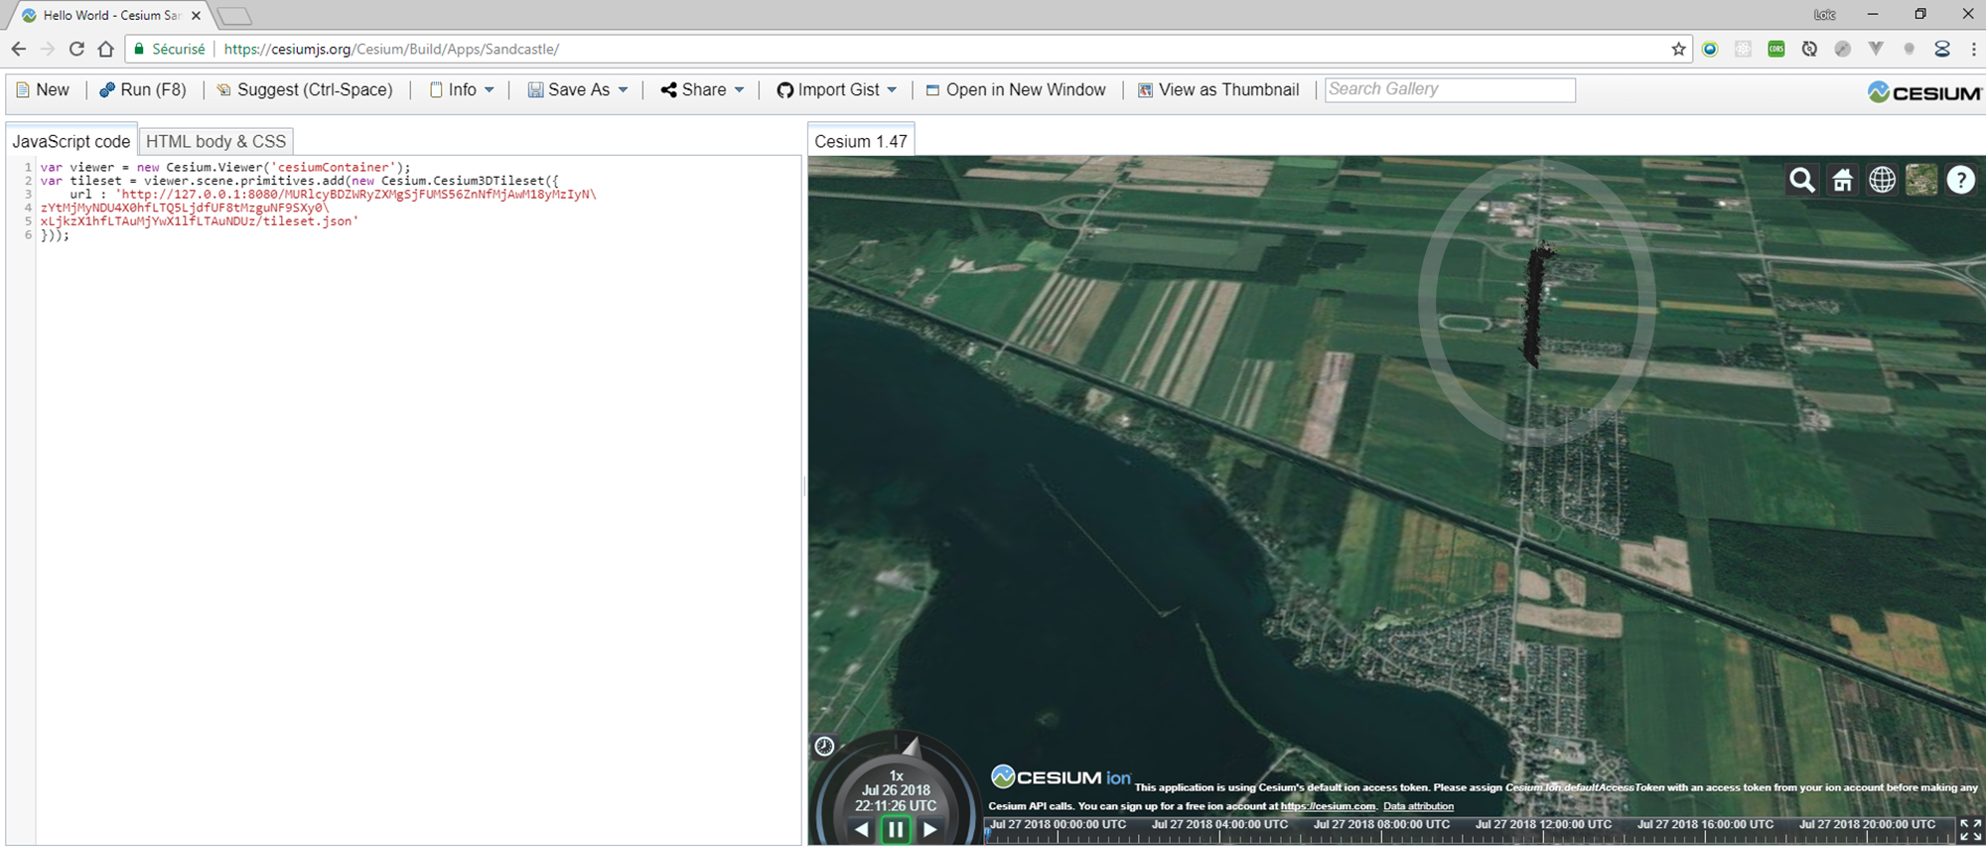 Hello World - Cesium San
Loïc
Sécurisé
https://cesiumjs.org/Cesium/Build/Apps/Sandcastle/
New
Run (F8)
Suggest (Ctrl-Space)
Info
Save As
Share
Import Gist
Open in New Window
View as Thumbnail
Search Gallery
CESIUM
JavaScript code
HTML body & CSS
Cesium 1.47
1 var viewer = new Cesium.Viewer('cesiumContainer');
2 var tileset = viewer.scene.primitives.add(new Cesium.Cesium3DTileset({
3 url : 'http://127.0.0.1:8080/MURlcyBDZWRyZXMgSjFUMS56ZnNfMjAwM18yMzIyN\
4 zYtMjMyNDU4X0hfLTQ5LjdfUF8tMzguNF9SXy0\
5 xLjkzX1hfLTAuMjYwX1lfLTAuNDUz/tileset.json'
6 }));
CORS
?
1x
Jul 26 2018
22:11:26 UTC
CESIUM ion
This application is using Cesium's default ion access token. Please assign Cesium.Ion.defaultAccessToken with an access token from your ion account before making any
Cesium API calls. You can sign up for a free ion account at https://cesium.com. Data attribution
Jul 27 2018 00:00:00 UTC
Jul 27 2018 04:00:00 UTC
Jul 27 2018 08:00:00 UTC
Jul 27 2018 12:00:00 UTC
Jul 27 2018 16:00:00 UTC
Jul 27 2018 20:00:00 UTC